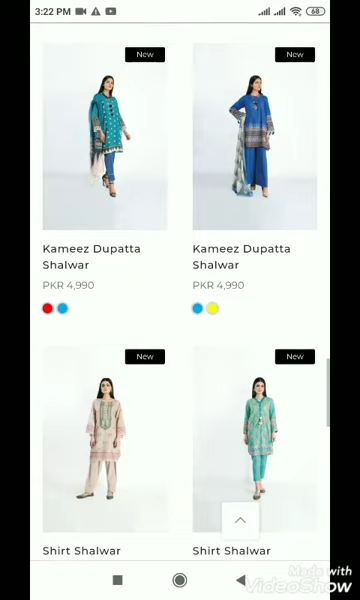 3:22 PM
68
New
New
Kameez Dupatta
Shalwar
PKR 4,990
Kameez Dupatta
Shalwar
PKR 4,990
New
New
Shirt Shalwar
Shirt Shalwar
Made with
VideoShow